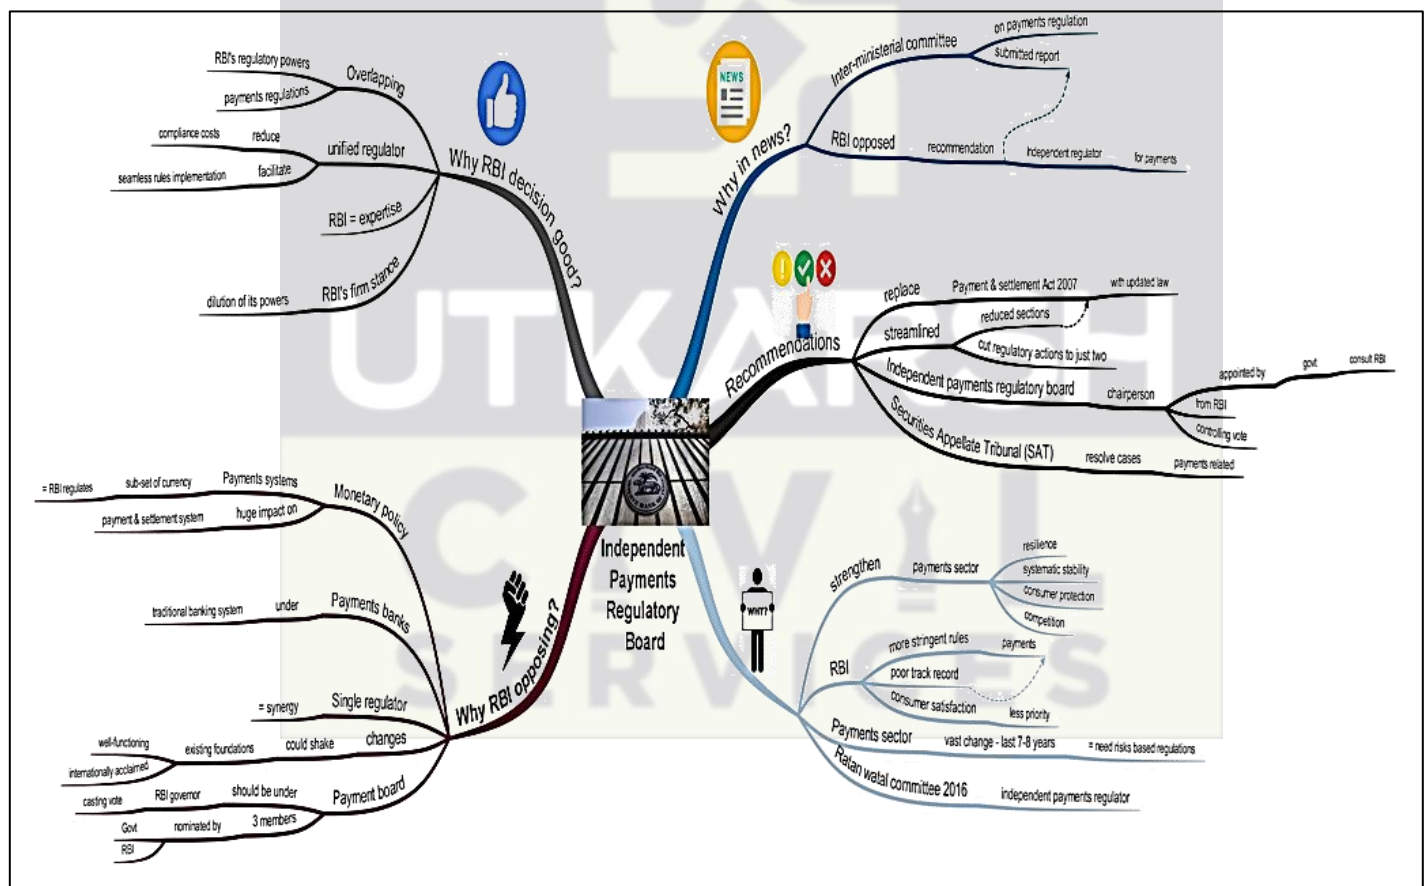 Independent
Payments
Regulatory
Board
Why in news?
Inter-ministerial committee
on payments regulation
submitted report
RBI opposed
recommendation
Independent regulator
for payments
NEWS
Recommendations
replace
Payment & settlement Act 2007
with updated law
streamlined
reduced sections
cut regulatory actions to just two
Independent payments regulatory board
chairperson
appointed by
govt
consult RBI
from RBI
controlling vote
Securities Appellate Tribunal (SAT)
resolve cases
payments related
WHY?
strengthen
payments sector
resilience
systematic stability
consumer protection
competition
RBI
more stringent rules
payments
poor track record
consumer satisfaction
less priority
Payments sector
vast change - last 7-8 years
= need risks based regulations
Ratan watal committee 2016
independent payments regulator
Why RBI opposing?
Monetary policy
Payments systems
sub-set of currency
= RBI regulates
huge impact on
payment & settlement system
Payments banks
under
traditional banking system
Single regulator
= synergy
changes
could shake
existing foundations
well-functioning
internationally acclaimed
Payment board
should be under
RBI governor
casting vote
3 members
nominated by
Govt
RBI
Why RBI decision good?
Overlapping
RBI's regulatory powers
payments regulations
unified regulator
reduce
compliance costs
facilitate
seamless rules implementation
RBI = expertise
RBI's firm stance
dilution of its powers
UTKARSH
CIVIL
SERVICES